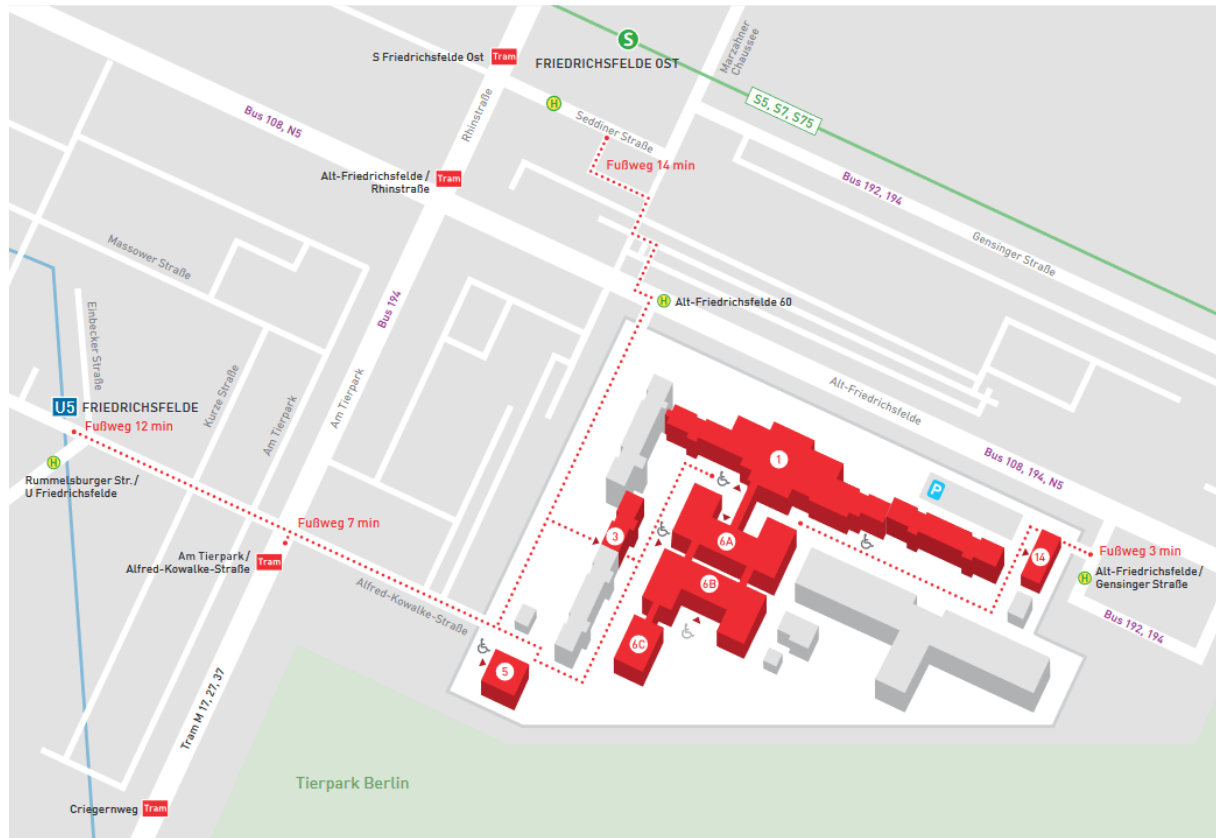 S
S Friedrichsfelde Ost
Tram
FRIEDRICHSFELDE OST
Marzahner
Chaussee
S5, S7, S75
H
Seddiner Straße
Rhinstraße
Bus 108, N5
Fußweg 14 min
Alt-Friedrichsfelde /
Rhinstraße
Tram
Bus 192, 194
Gensinger Straße
Massower Straße
Bus 194
H
Alt-Friedrichsfelde 60
Einbecker Straße
Kurze Straße
Am Tierpark
Am Tierpark
Alt-Friedrichsfelde
U5 FRIEDRICHSFELDE
Fußweg 12 min
H
Rummelsburger Str./
U Friedrichsfelde
Bus 108, 194, N5
1
P
Fußweg 7 min
3
6A
14
Fußweg 3 min
Am Tierpark/
Alfred-Kowalke-Straße
Tram
H
Alt-Friedrichsfelde/
Gensinger Straße
6B
Alfred-Kowalke-Straße
Bus 192, 194
6C
5
Tram M 17, 27, 37
Tierpark Berlin
Criegernweg
Tram